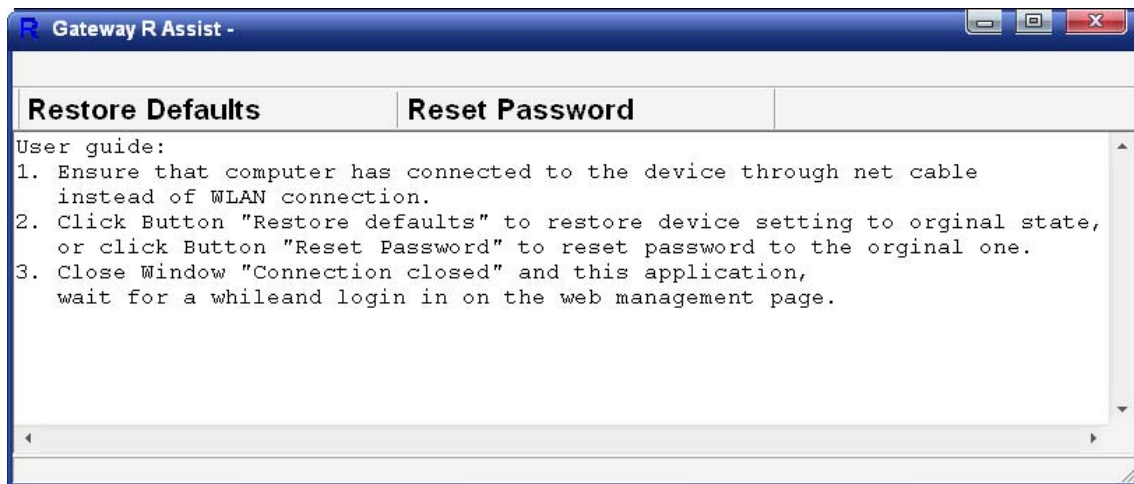 R Gateway R Assist -
Restore Defaults Reset Password
User guide:
1. Ensure that computer has connected to the device through net cable
instead of WLAN connection.
2. Click Button "Restore defaults" to restore device setting to orginal state,
or click Button "Reset Password" to reset password to the orginal one.
3. Close Window "Connection closed" and this application,
wait for a whileand login in on the web management page.